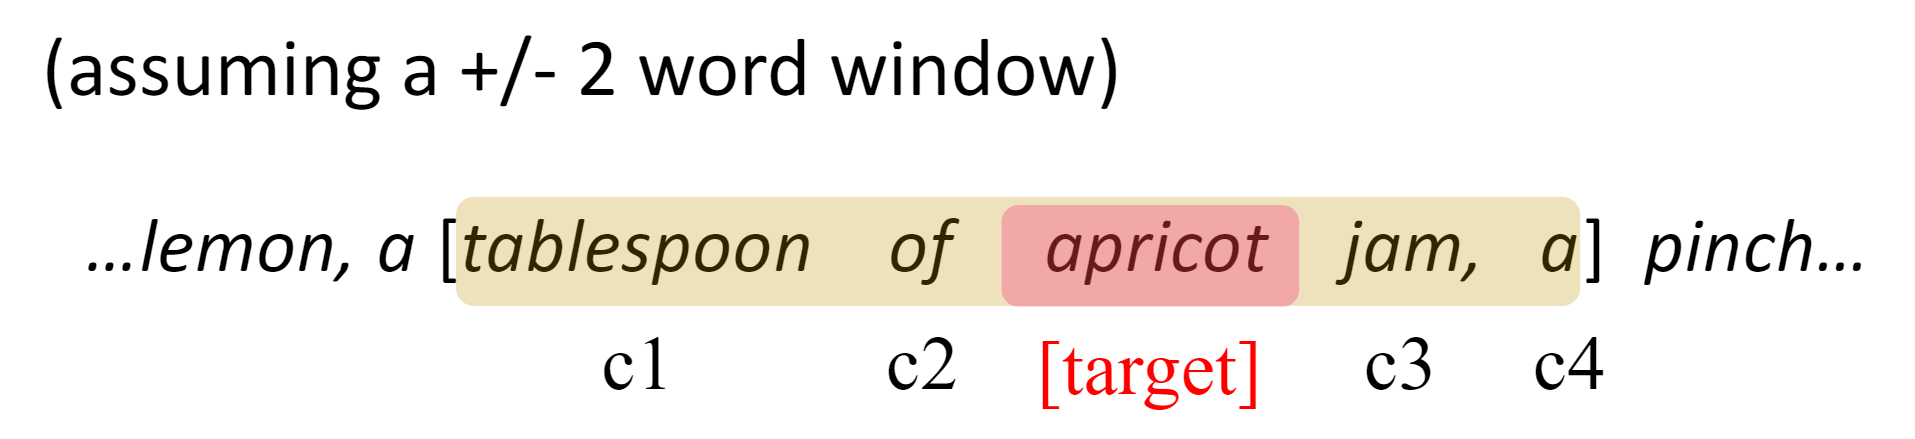 (assuming a +/- 2 word window)
…lemon, a [tablespoon of apricot jam, a] pinch…
c1 c2 [target] c3 c4